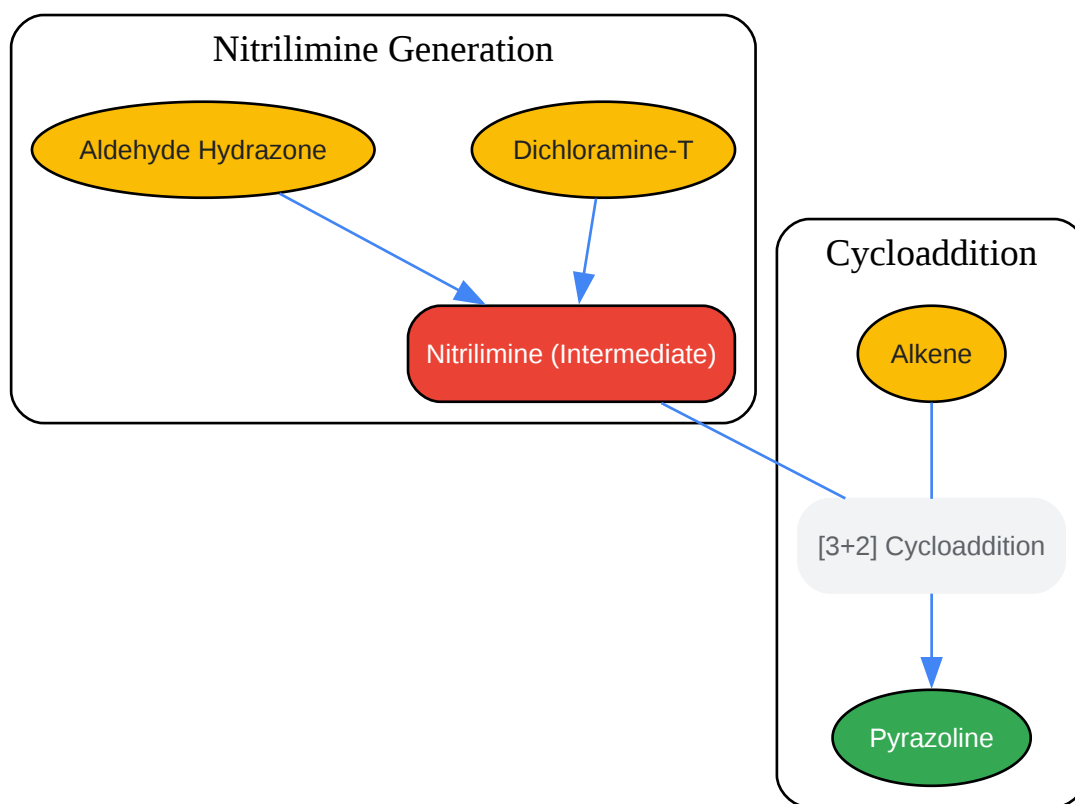 Nitrilimine Generation
Aldehyde Hydrazone
Dichloramine-T
Nitrilimine (Intermediate)
Cycloaddition
Alkene
[3+2] Cycloaddition
Pyrazoline